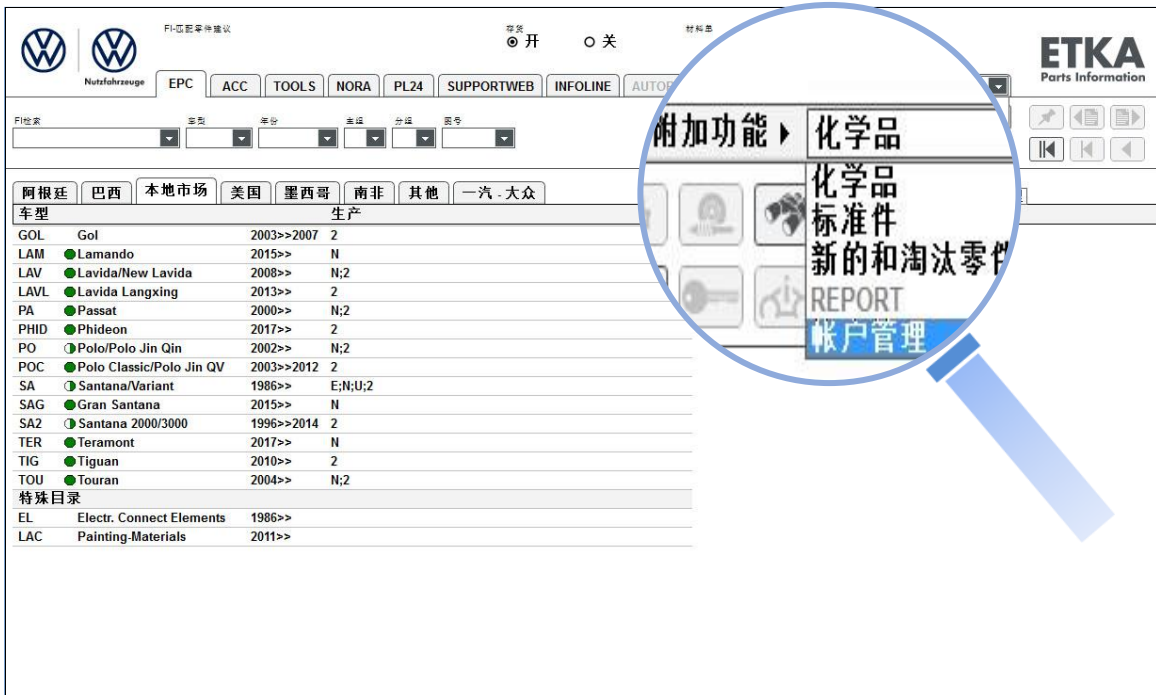 FI-匹配零件建议
存货
材料单
开
关
ETKA
Parts Information
Nutzfahrzeuge
EPC ACC TOOLS NORA PL24 SUPPORTWEB INFOLINE
FI检索 车型 年份 主组 分组 图号
附加功能 化学品
化学品
标准件
新的和淘汰零件
REPORT
帐户管理
阿根廷 巴西 本地市场 美国 墨西哥 南非 其他 一汽-大众
车型 生产
GOL Gol 2003>>2007 2
LAM Lamando 2015>> N
LAV Lavida/New Lavida 2008>> N;2
LAVL Lavida Langxing 2013>> 2
PA Passat 2000>> N;2
PHID Phideon 2017>> 2
PO Polo/Polo Jin Qin 2002>> N;2
POC Polo Classic/Polo Jin QV 2003>>2012 2
SA Santana/Variant 1986>> E;N;U;2
SAG Gran Santana 2015>> N
SA2 Santana 2000/3000 1996>>2014 2
TER Teramont 2017>> N
TIG Tiguan 2010>> 2
TOU Touran 2004>> N;2
特殊目录
EL Electr. Connect Elements 1986>>
LAC Painting-Materials 2011>>